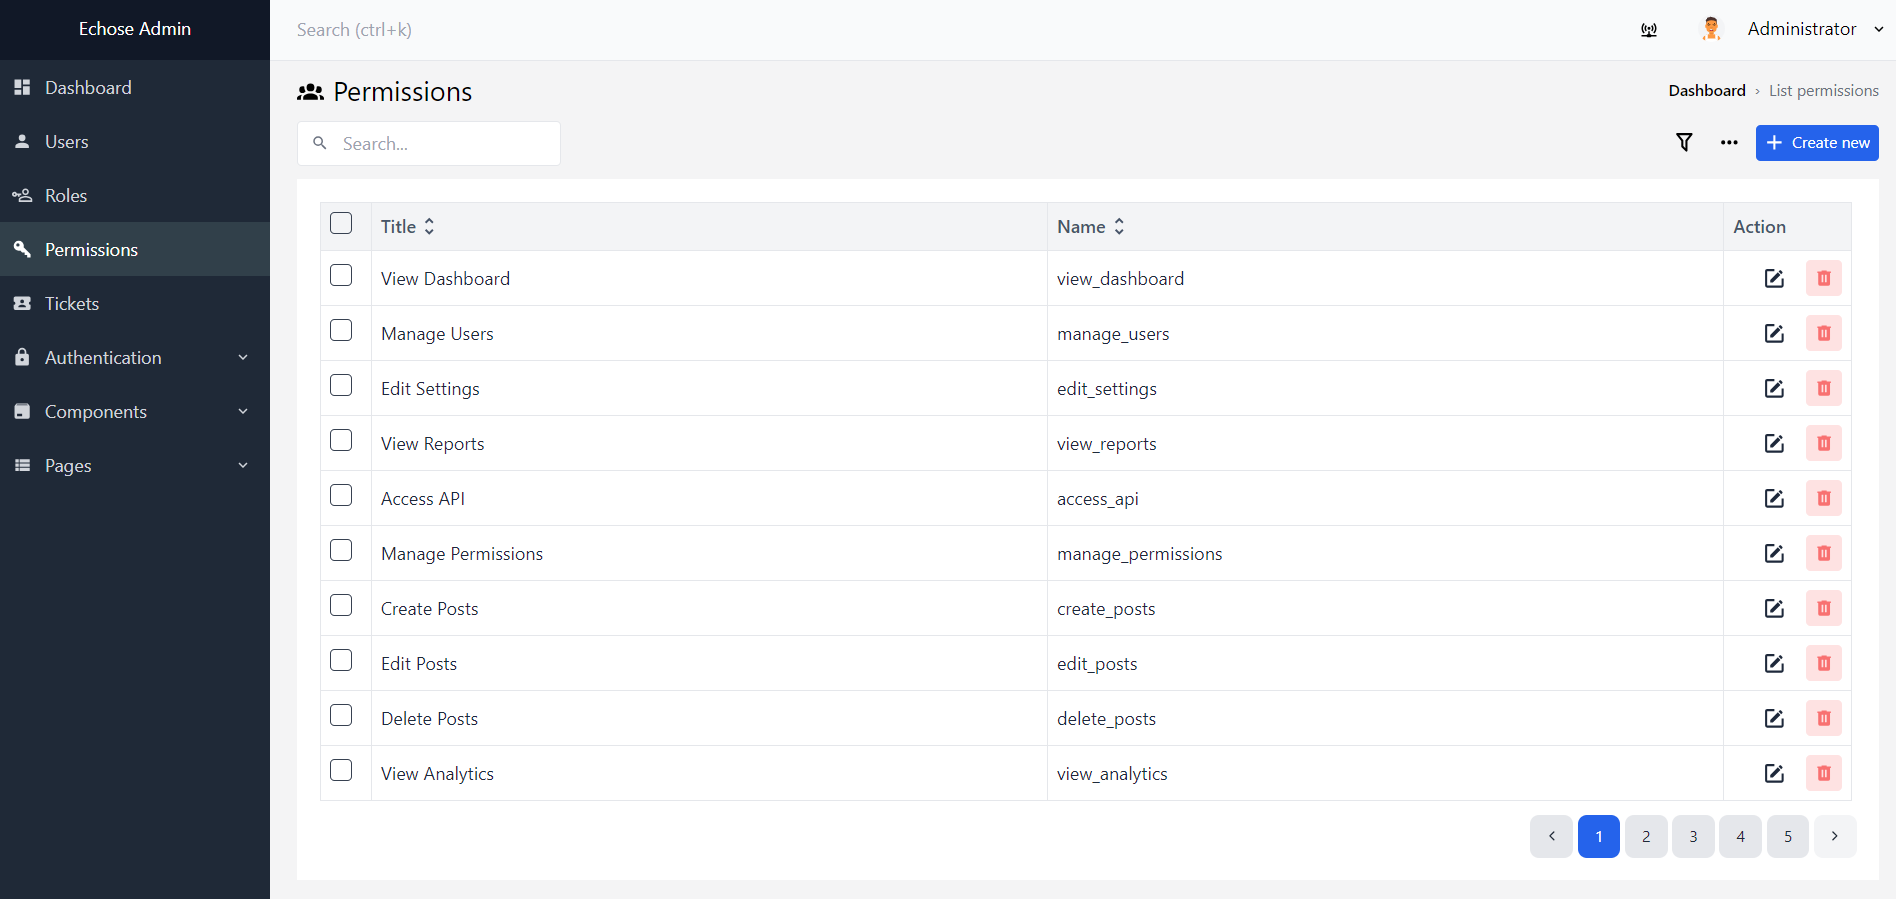 Echose Admin
Search (ctrl+k)
Administrator
Dashboard
Users
Roles
Permissions
Tickets
Authentication
Components
Pages
Permissions
Dashboard › List permissions
Search...
Create new
Title Name Action
View Dashboard view_dashboard
Manage Users manage_users
Edit Settings edit_settings
View Reports view_reports
Access API access_api
Manage Permissions manage_permissions
Create Posts create_posts
Edit Posts edit_posts
Delete Posts delete_posts
View Analytics view_analytics
1 2 3 4 5